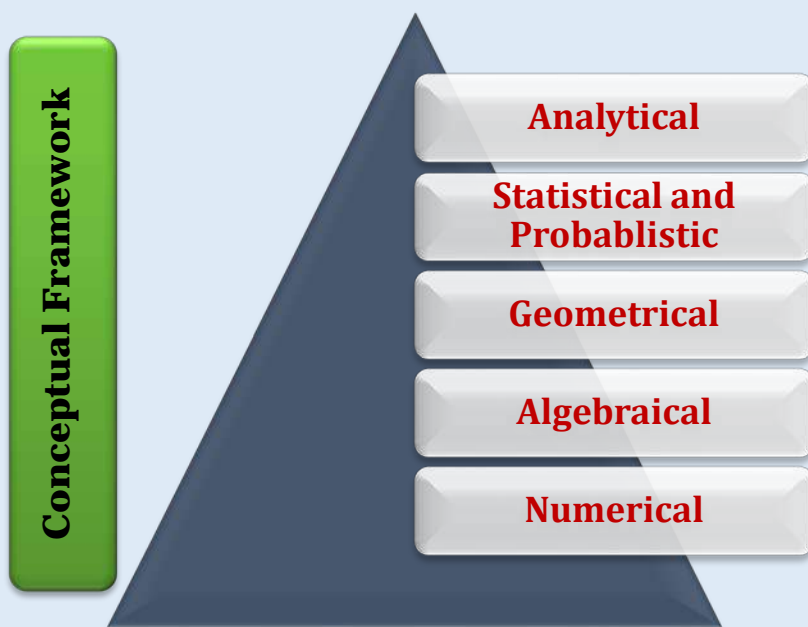 Conceptual Framework
Analytical
Statistical and
Probablistic
Geometrical
Algebraical
Numerical